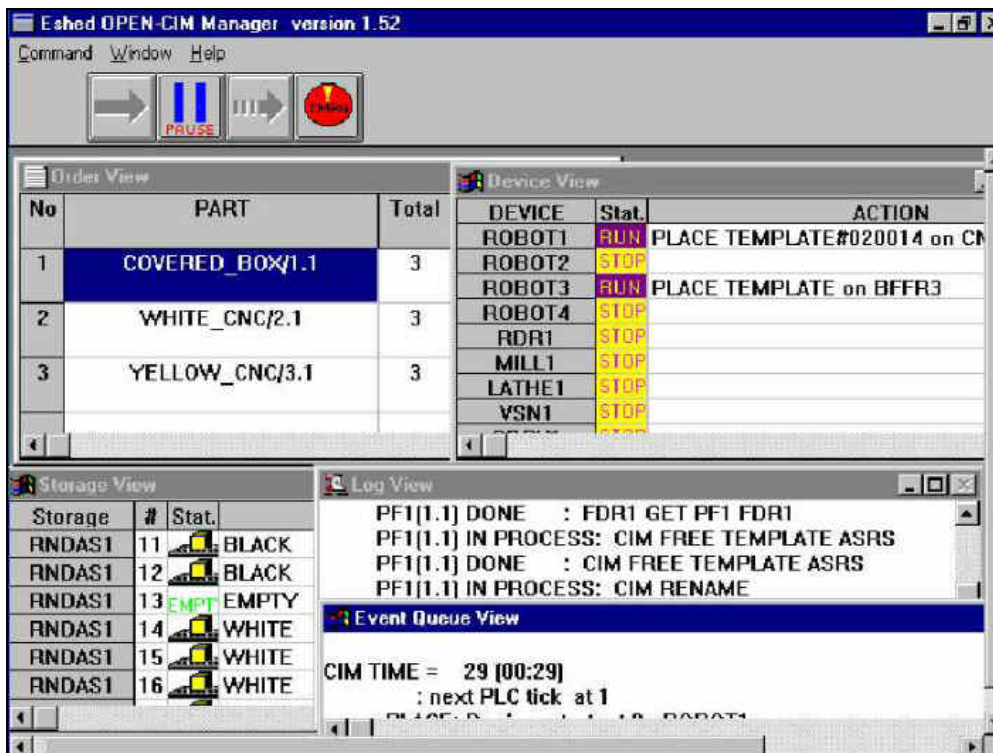 Eshed OPEN-CIM Manager version 1.52
Command Window Help
PAUSE
Order View
No PART Total
1 COVERED_BOX/1.1 3
2 WHITE_CNC/2.1 3
3 YELLOW_CNC/3.1 3
Device View
DEVICE Stat. ACTION
ROBOT1 RUN PLACE TEMPLATE#020014 on CN
ROBOT2 STOP
ROBOT3 RUN PLACE TEMPLATE on BFFR3
ROBOT4 STOP
RDR1 STOP
MILL1 STOP
LATHE1 STOP
VSN1 STOP
Storage View
Storage # Stat.
RNDAS1 11 BLACK
RNDAS1 12 BLACK
RNDAS1 13 EMPTY EMPTY
RNDAS1 14 WHITE
RNDAS1 15 WHITE
RNDAS1 16 WHITE
Log View
PF1(1.1) DONE : FDR1 GET PF1 FDR1
PF1(1.1) IN PROCESS: CIM FREE TEMPLATE ASRS
PF1(1.1) DONE : CIM FREE TEMPLATE ASRS
PF1(1.1) IN PROCESS: CIM RENAME
Event Queue View
CIM TIME = 29 [00:29]
: next PLC tick at 1